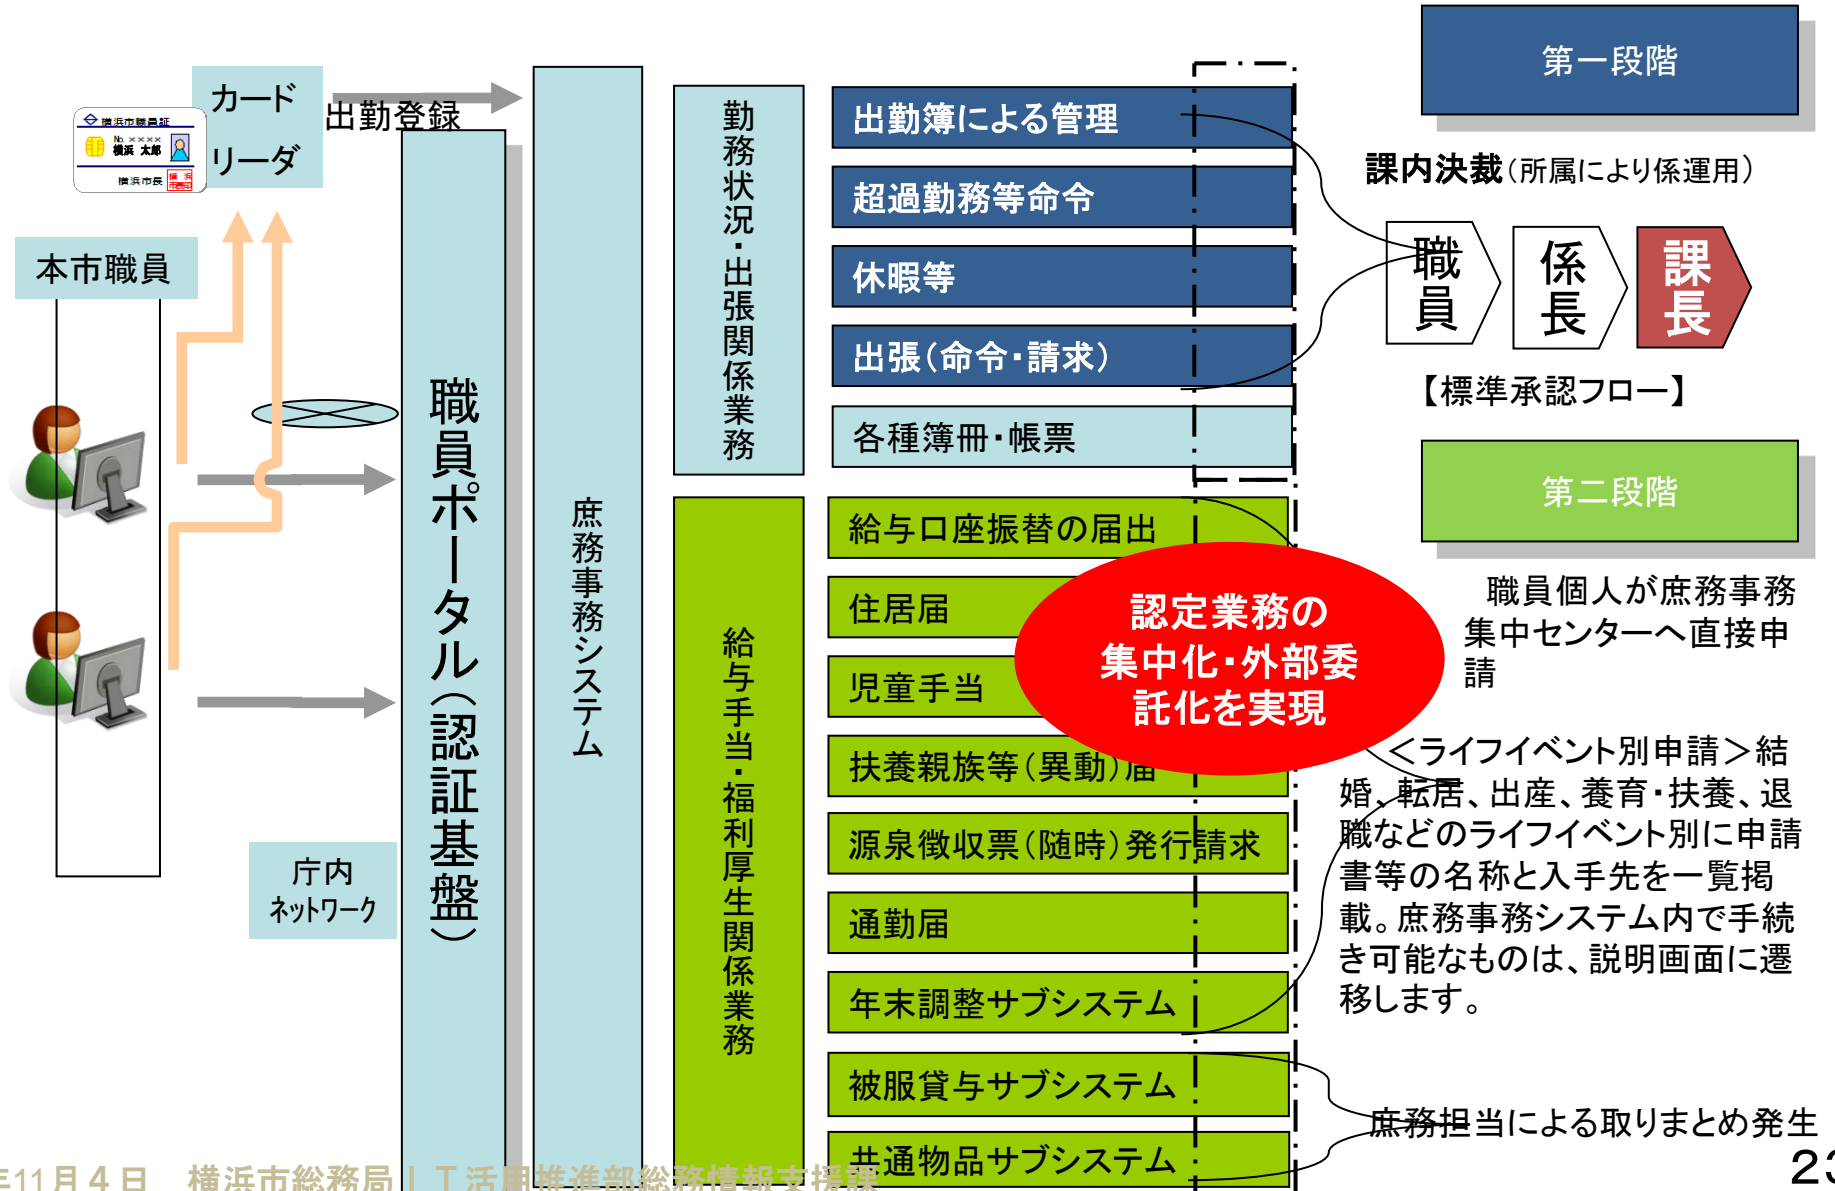 カード
リーダ
出勤登録
横浜市職員証
No.××××
横浜 太郎
横浜市長
本市職員
庁内
ネットワーク
職員ポータル（認証基盤）
庶務事務システム
勤務状況・出張関係業務
出勤簿による管理
超過勤務等命令
休暇等
出張（命令・請求）
各種簿冊・帳票
給与手当・福利厚生関係業務
給与口座振替の届出
住居届
児童手当
扶養親族等（異動）届
源泉徴収票（随時）発行請求
通勤届
年末調整サブシステム
被服貸与サブシステム
共通物品サブシステム
認定業務の
集中化・外部委
託化を実現
第一段階
課内決裁（所属により係運用）
職員
係長
課長
【標準承認フロー】
第二段階
職員個人が庶務事務
集中センターへ直接申
請
＜ライフイベント別申請＞結
婚、転居、出産、養育・扶養、退
職などのライフイベント別に申請
書等の名称と入手先を一覧掲
載。庶務事務システム内で手続
き可能なものは、説明画面に遷
移します。
庶務担当による取りまとめ発生
年11月４日　横浜市総務局ＩＴ活用推進部総務情報支援課
23